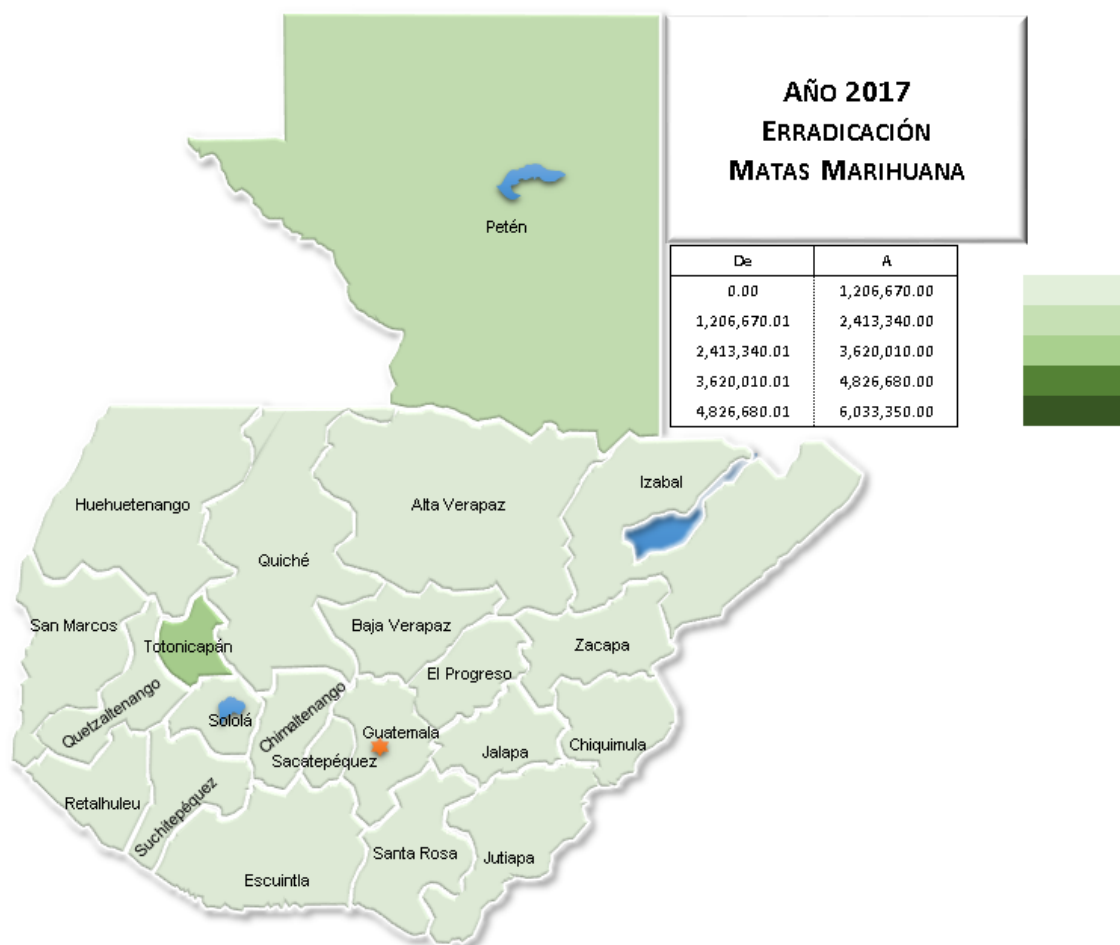 AÑO 2017
ERRADICACIÓN
MATAS MARIHUANA
Petén
De A
0.00 1,206,670.00
1,206,670.01 2,413,340.00
2,413,340.01 3,620,010.00
3,620,010.01 4,826,680.00
4,826,680.01 6,033,350.00
Izabal
Huehuetenango
Alta Verapaz
Quiché
San Marcos
Baja Verapaz
Totonicapán
Zacapa
El Progreso
Quetzaltenango
Sololá
Chimaltenango
Guatemala
Sacatepéquez
Jalapa
Chiquimula
Retalhuleu
Suchitepéquez
Santa Rosa
Jutiapa
Escuintla